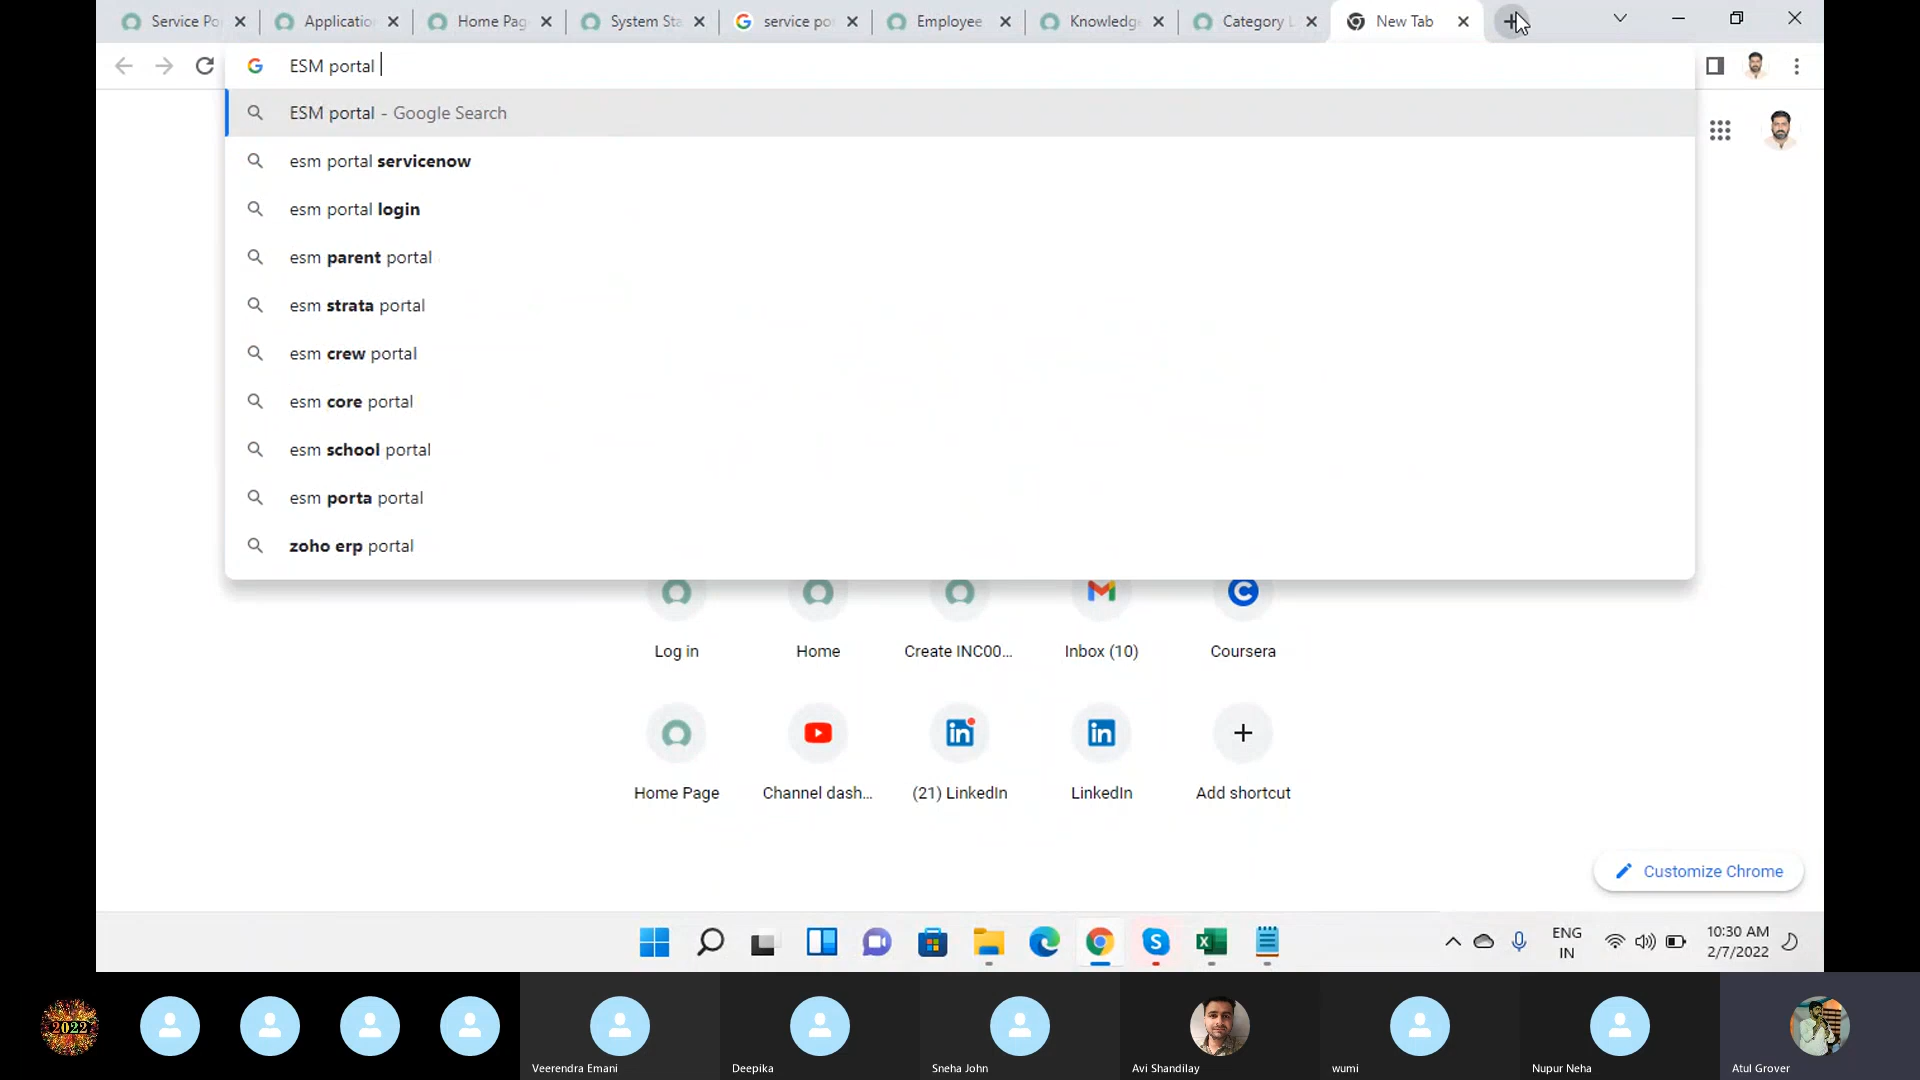 Service Po
Application
Home Pag
System Sta
service por
Employee
Knowledge
Category L
New Tab
ESM portal
ESM portal - Google Search
esm portal servicenow
esm portal login
esm parent portal
esm strata portal
esm crew portal
esm core portal
esm school portal
esm porta portal
zoho erp portal
Log in
Home
Create INC00...
Inbox (10)
Coursera
Home Page
Channel dash...
(21) LinkedIn
LinkedIn
Add shortcut
Customize Chrome
ENG
IN
10:30 AM
2/7/2022
2022
Veerendra Emani
Deepika
Sneha John
Avi Shandilay
wumi
Nupur Neha
Atul Grover